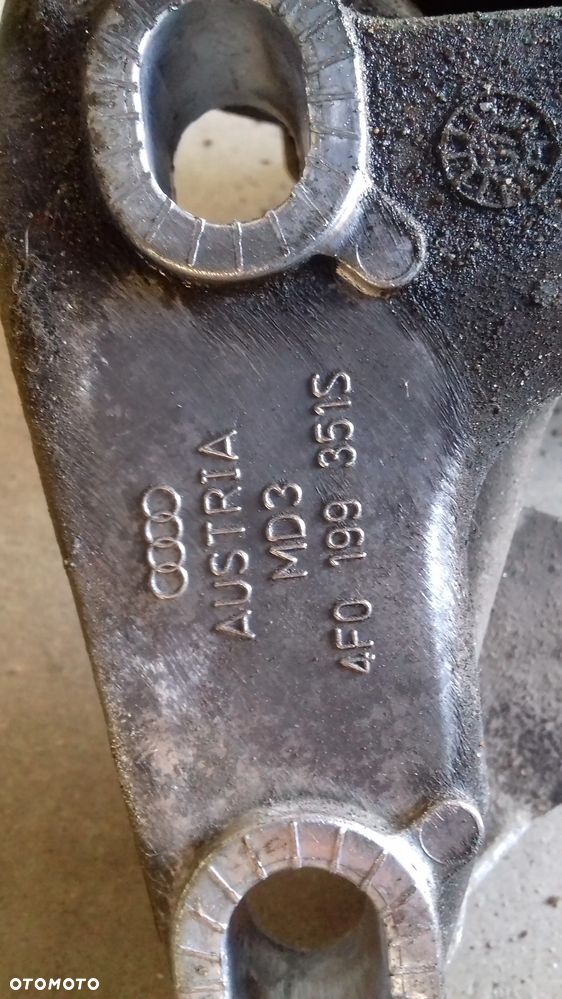 AUSTRIA
MD3
4F0 199 351S
OTOMOTO